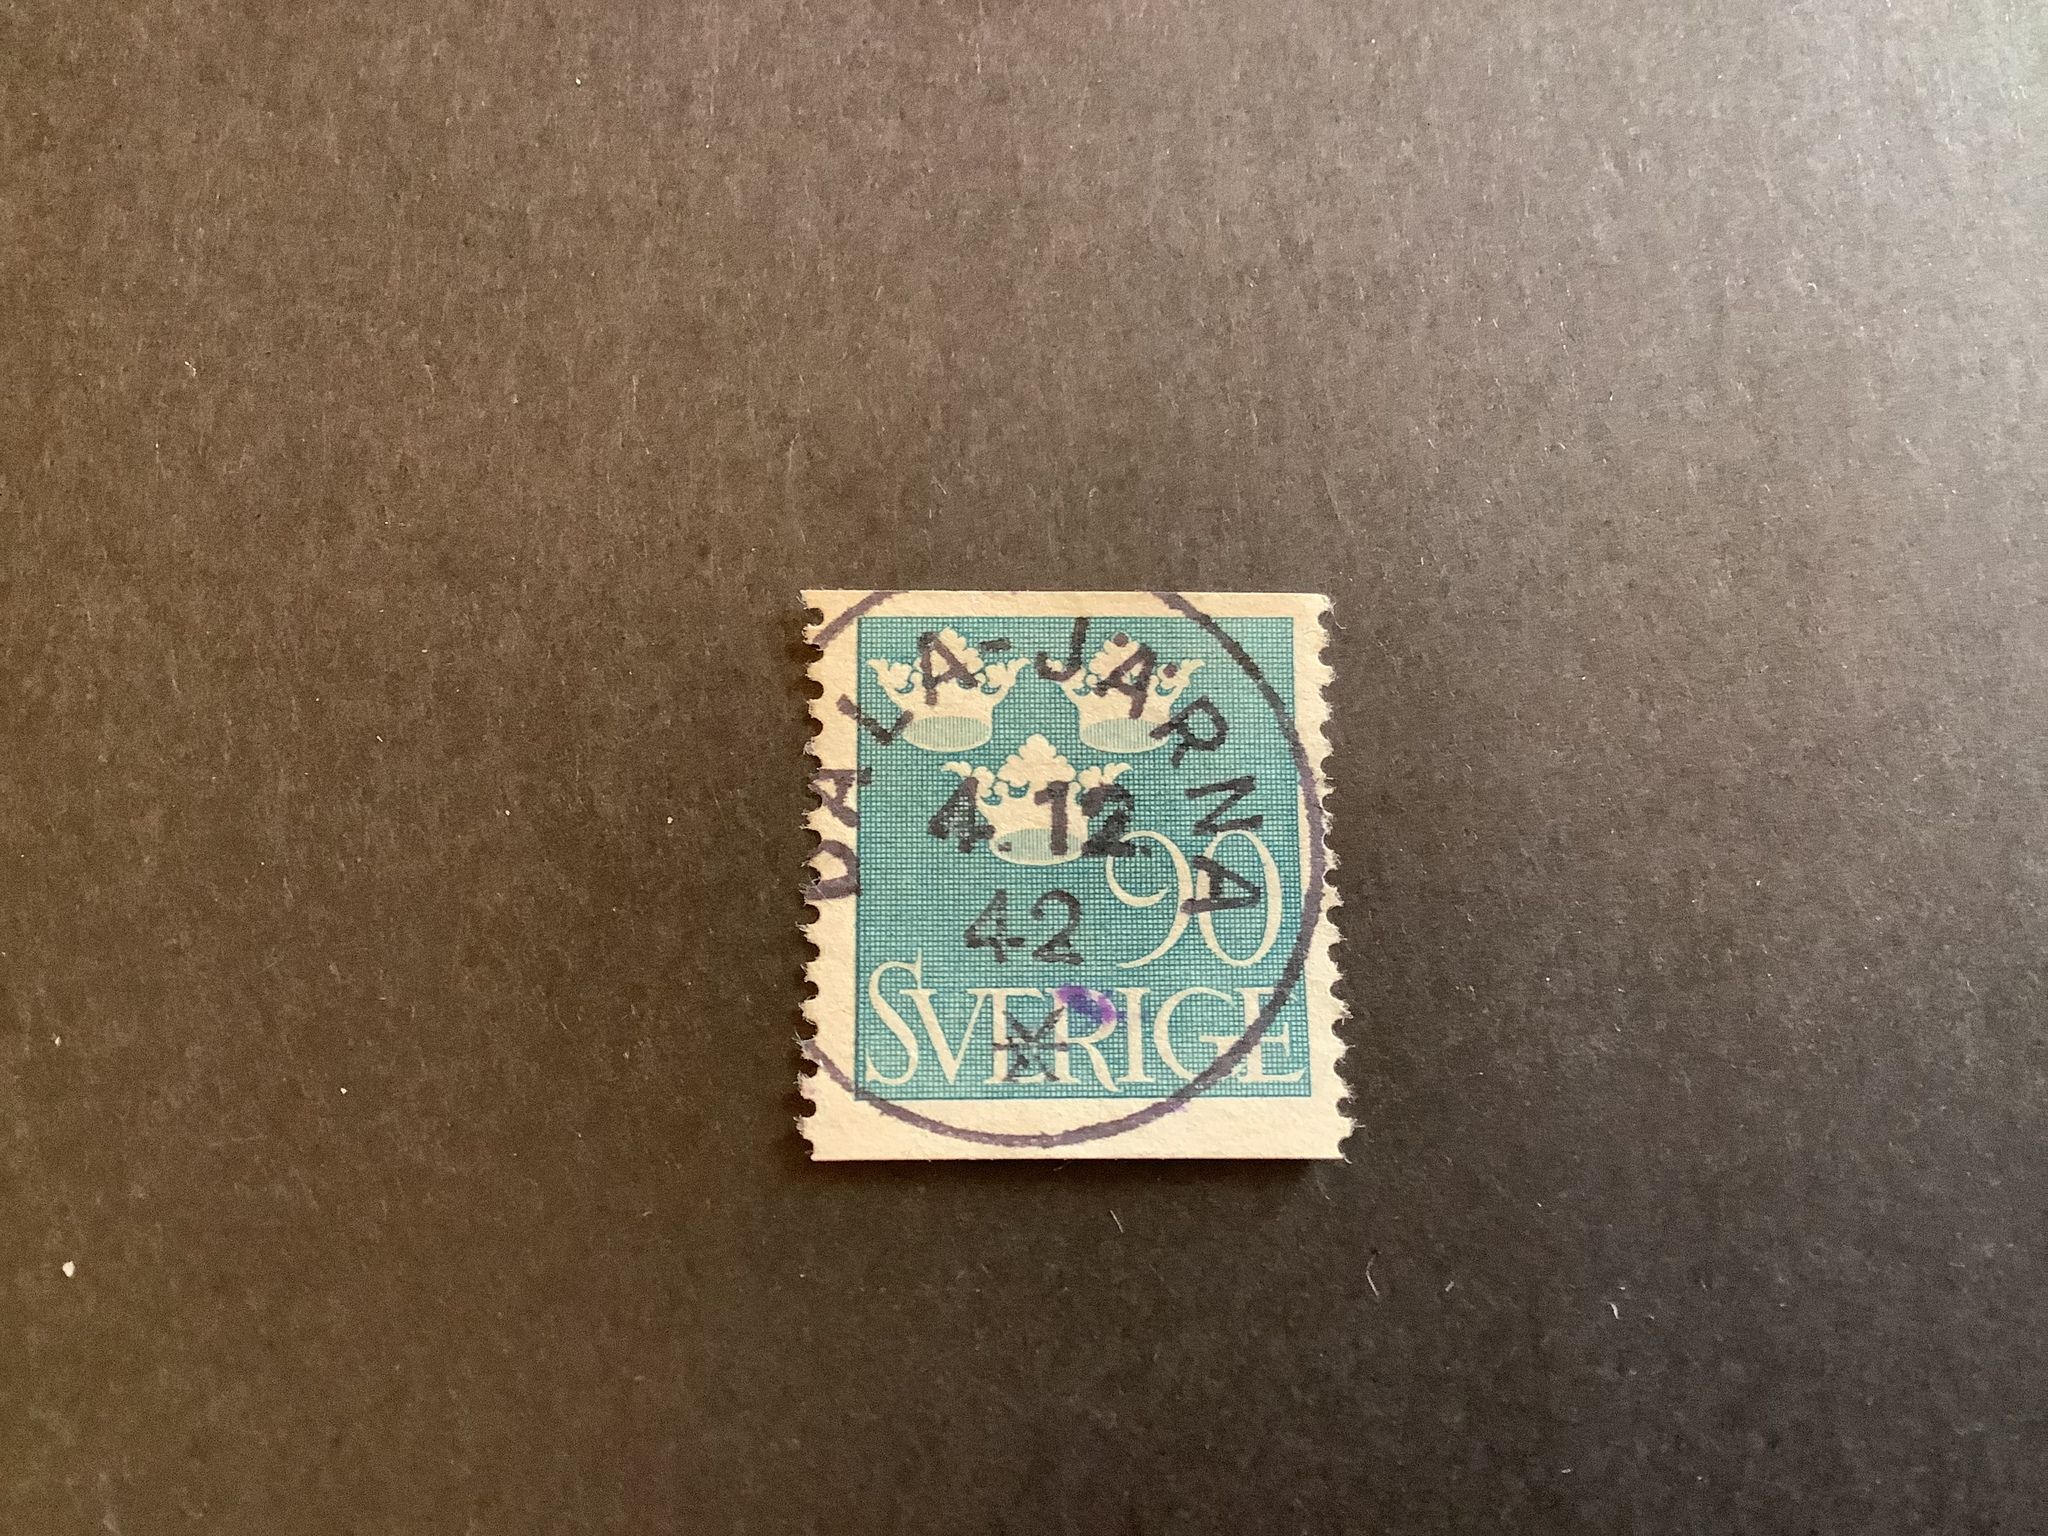 DALA-JÄRNA
4.12.
42
90
SVERIGE